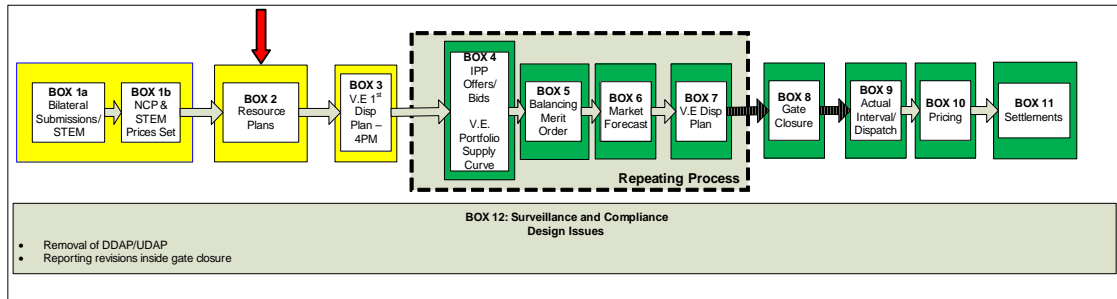 BOX 1a
Bilateral
Submissions/
STEM
BOX 1b
NCP &
STEM
Prices Set
BOX 2
Resource
Plans
BOX 3
V.E 1st
Disp
Plan –
4PM
BOX 4
IPP
Offers/
Bids
V.E.
Portfolio
Supply
Curve
BOX 5
Balancing
Merit
Order
BOX 6
Market
Forecast
BOX 7
V.E Disp
Plan
Repeating Process
BOX 8
Gate
Closure
BOX 9
Actual
Interval/
Dispatch
BOX 10
Pricing
BOX 11
Settlements
BOX 12: Surveillance and Compliance
Design Issues
• Removal of DDAP/UDAP
• Reporting revisions inside gate closure